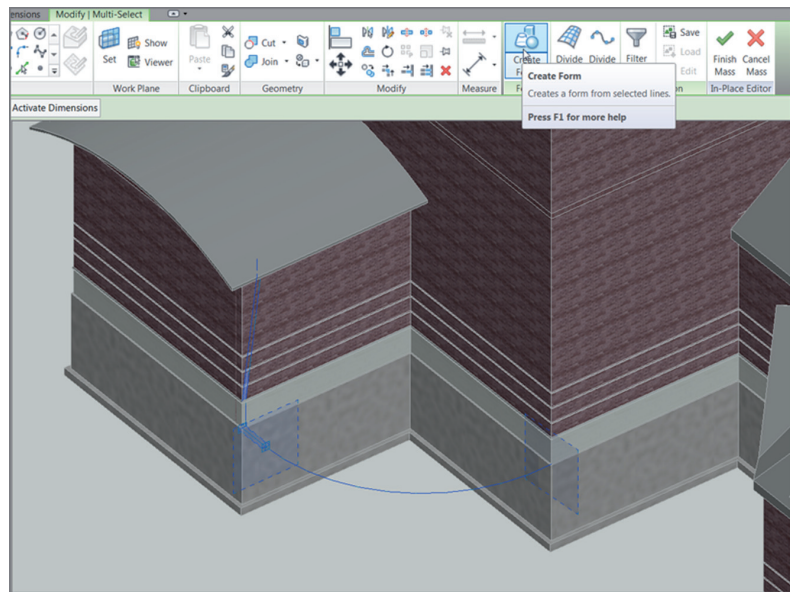 ensions Modify | Multi-Select
Set
Show
Viewer
Paste
Cut
Join
Create
Divide Divide Filter
Save
Load
Edit
Finish Cancel
Mass Mass
Work Plane Clipboard Geometry Modify Measure In-Place Editor
Create Form
Creates a form from selected lines.
Press F1 for more help
Activate Dimensions